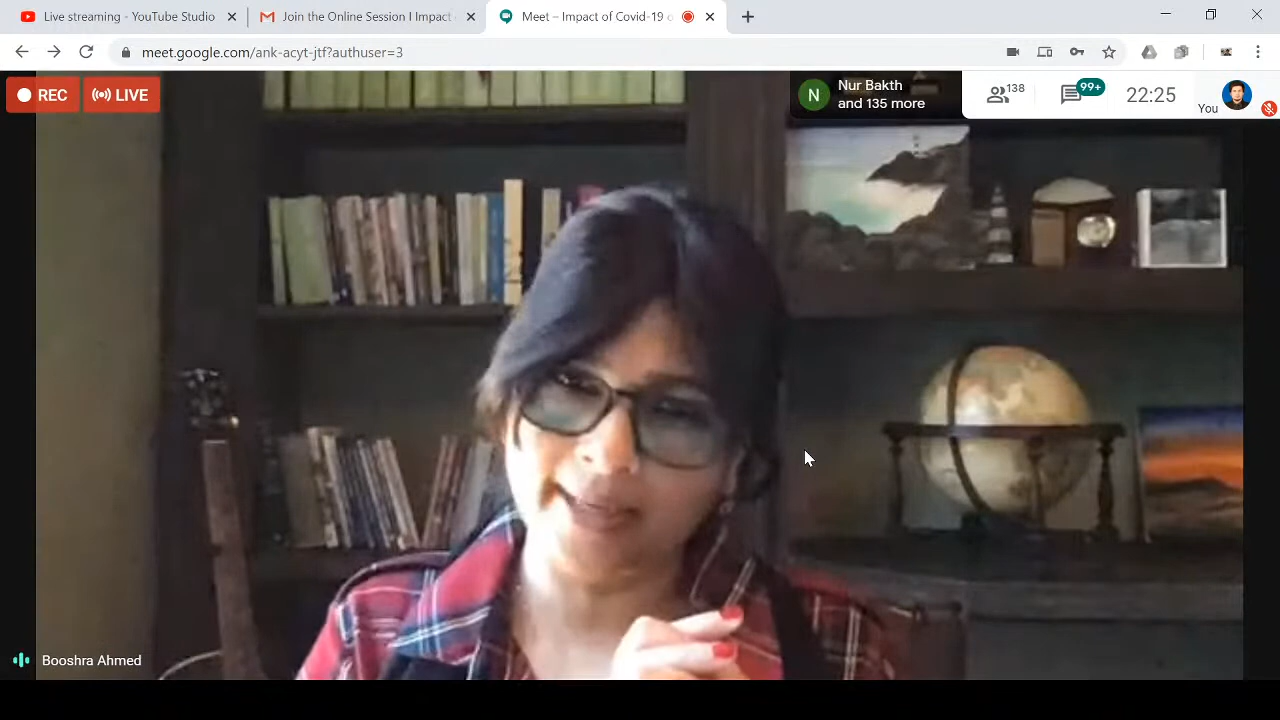 Live streaming - YouTube Studio
Join the Online Session I Impact
Meet – Impact of Covid-19 o
meet.google.com/ank-acyt-jtf?authuser=3
REC
LIVE
N
Nur Bakth
and 135 more
138
99+
22:25
You
Booshra Ahmed